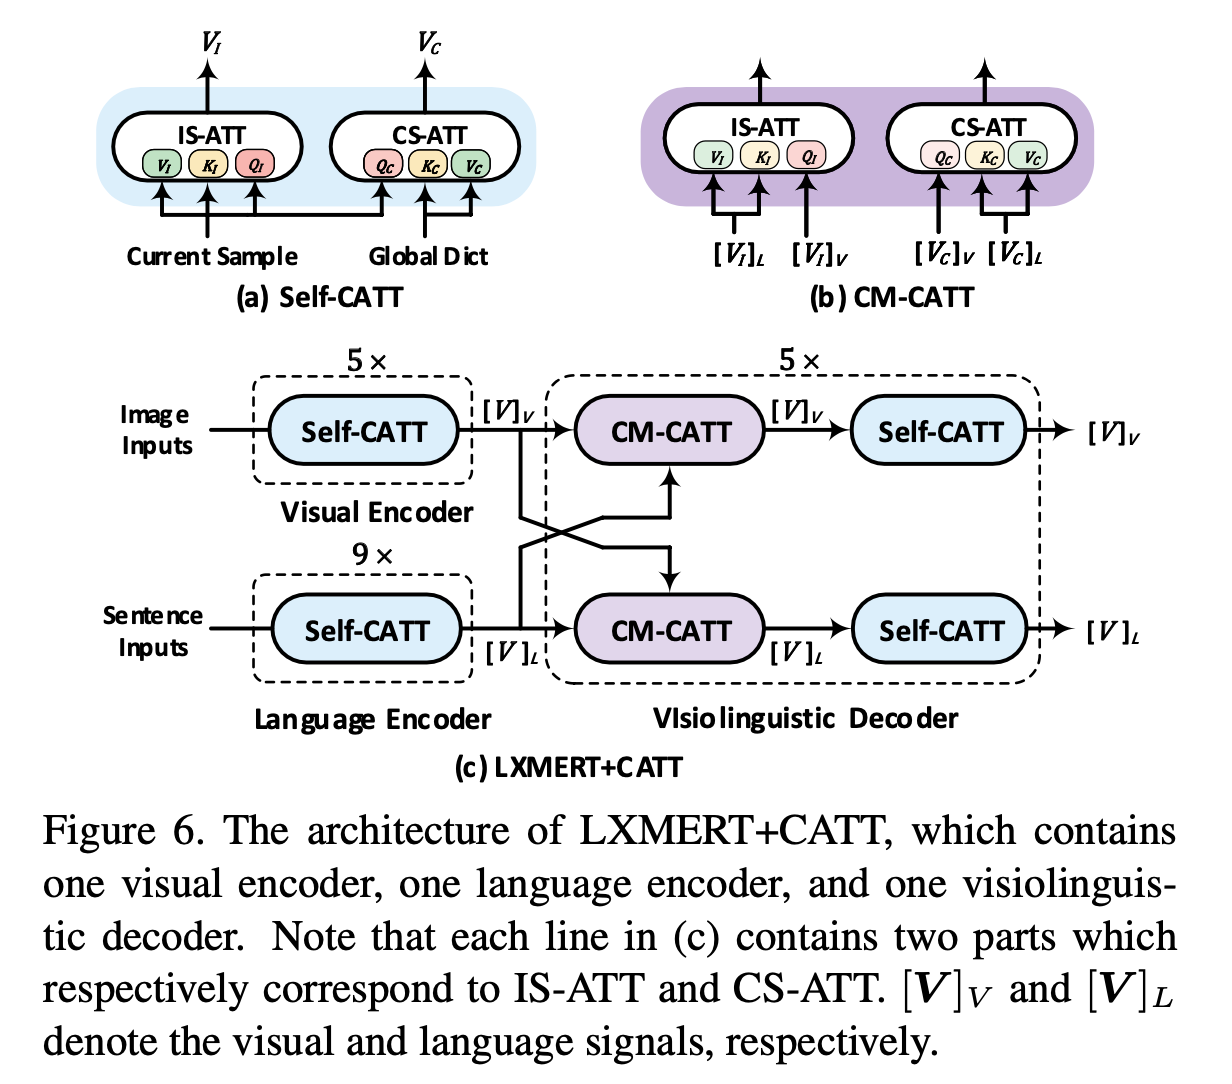 V_I V_C
IS-ATT CS-ATT IS-ATT CS-ATT
V_I K_I Q_I Q_C K_C V_C V_I K_I Q_I Q_C K_C V_C
Current Sample Global Dict [V_I]_L [V_I]_V [V_C]_V [V_C]_L
(a) Self-CATT (b) CM-CATT
5 × 5 ×
Image
Inputs
Self-CATT [V]_V CM-CATT [V]_V Self-CATT [V]_V
Visual Encoder
9 ×
Sentence
Inputs
Self-CATT [V]_L CM-CATT [V]_L Self-CATT [V]_L
Language Encoder VIsiolinguistic Decoder
(c) LXMERT+CATT
Figure 6. The architecture of LXMERT+CATT, which contains
one visual encoder, one language encoder, and one visiolinguis-
tic decoder. Note that each line in (c) contains two parts which
respectively correspond to IS-ATT and CS-ATT. [V]_V and [V]_L
denote the visual and language signals, respectively.